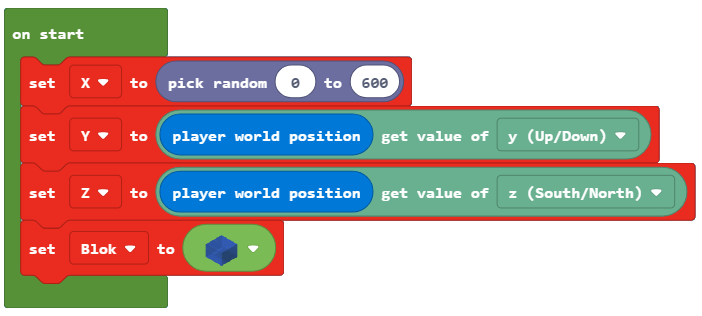 on start
set X to pick random 0 to 600
set Y to player world position get value of y (Up/Down)
set Z to player world position get value of z (South/North)
set Blok to